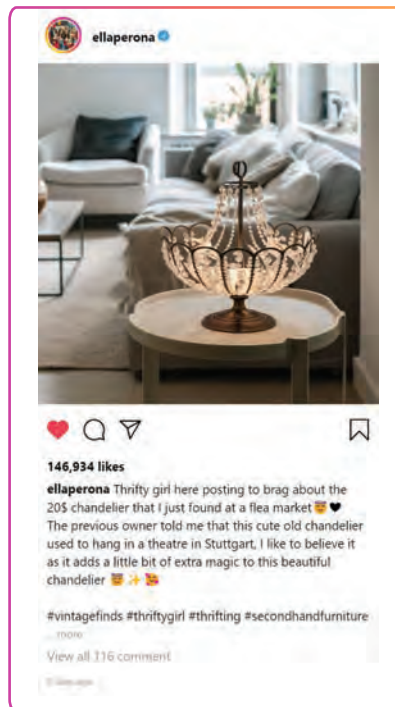 ellaperona
146,934 likes
ellaperona Thrifty girl here posting to brag about the
20$ chandelier that I just found at a flea market 😇🖤
The previous owner told me that this cute old chandelier
used to hang in a theatre in Stuttgart, I like to believe it
as it adds a little bit of extra magic to this beautiful
chandelier 😇✨🥰
#vintagefinds #thriftygirl #thrifting #secondhandfurniture
... more
View all 116 comment